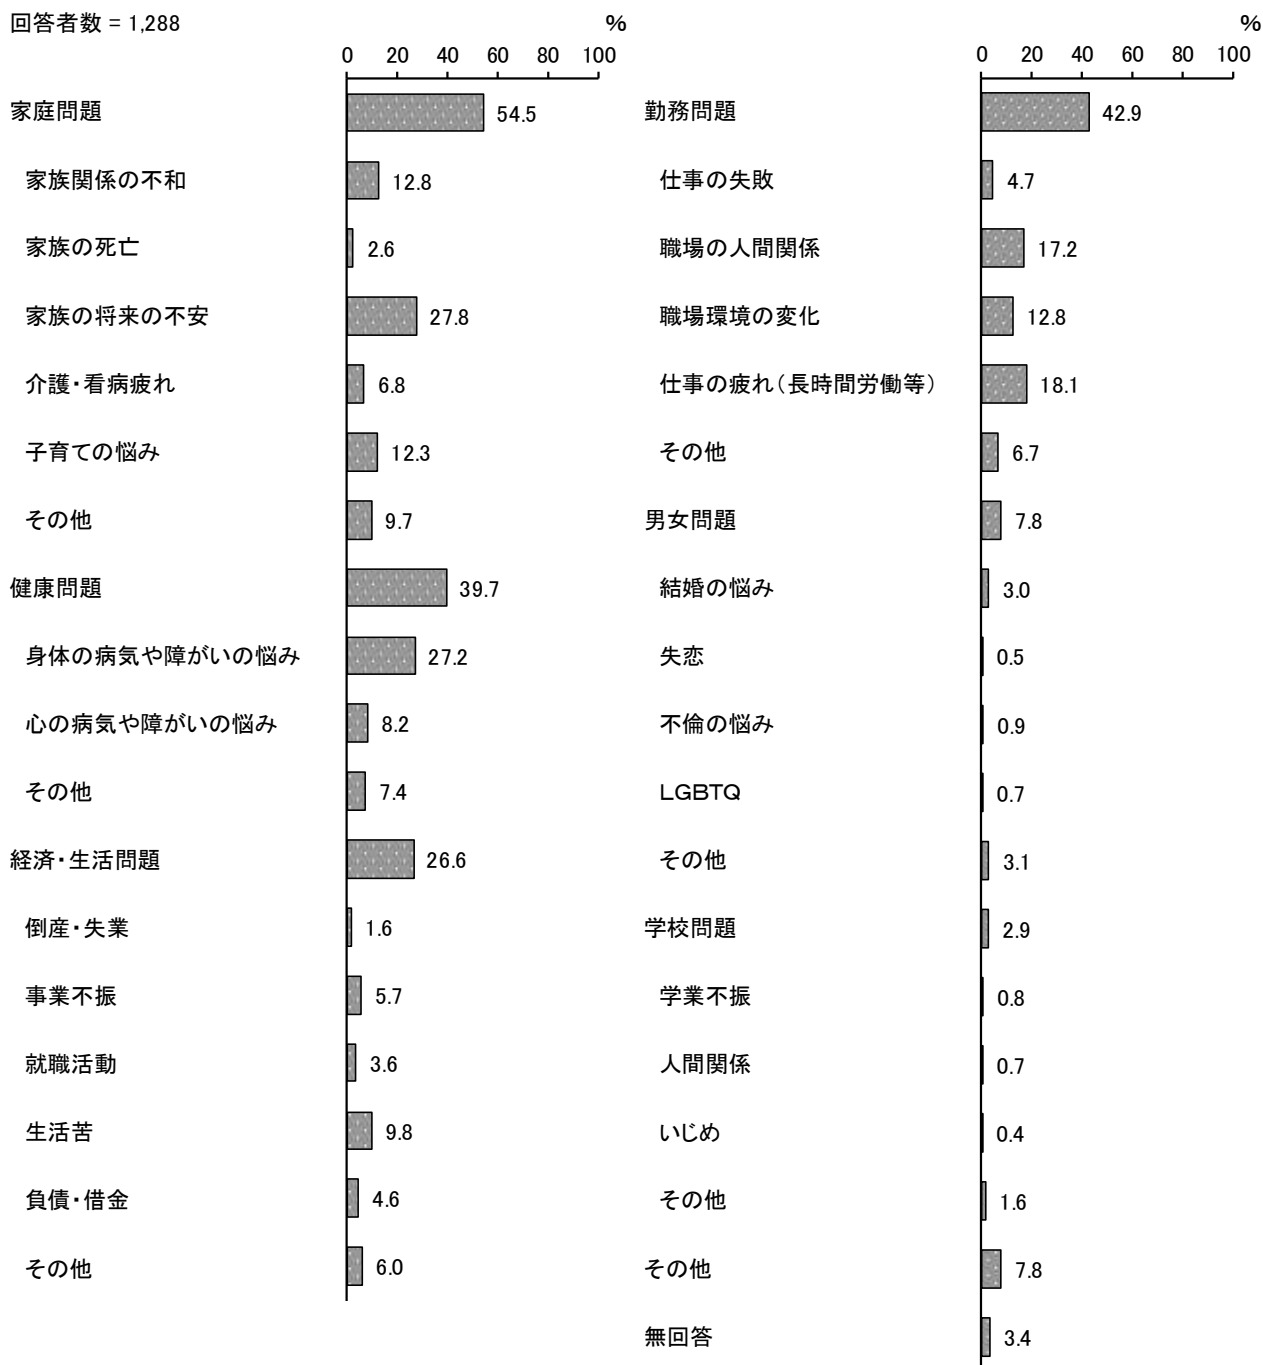 回答者数 = 1,288
%
0 20 40 60 80 100
家庭問題 54.5
家族関係の不和 12.8
家族の死亡 2.6
家族の将来の不安 27.8
介護・看病疲れ 6.8
子育ての悩み 12.3
その他 9.7
健康問題 39.7
身体の病気や障がいの悩み 27.2
心の病気や障がいの悩み 8.2
その他 7.4
経済・生活問題 26.6
倒産・失業 1.6
事業不振 5.7
就職活動 3.6
生活苦 9.8
負債・借金 4.6
その他 6.0
%
0 20 40 60 80 100
勤務問題 42.9
仕事の失敗 4.7
職場の人間関係 17.2
職場環境の変化 12.8
仕事の疲れ（長時間労働等） 18.1
その他 6.7
男女問題 7.8
結婚の悩み 3.0
失恋 0.5
不倫の悩み 0.9
ＬＧＢＴＱ 0.7
その他 3.1
学校問題 2.9
学業不振 0.8
人間関係 0.7
いじめ 0.4
その他 1.6
その他 7.8
無回答 3.4